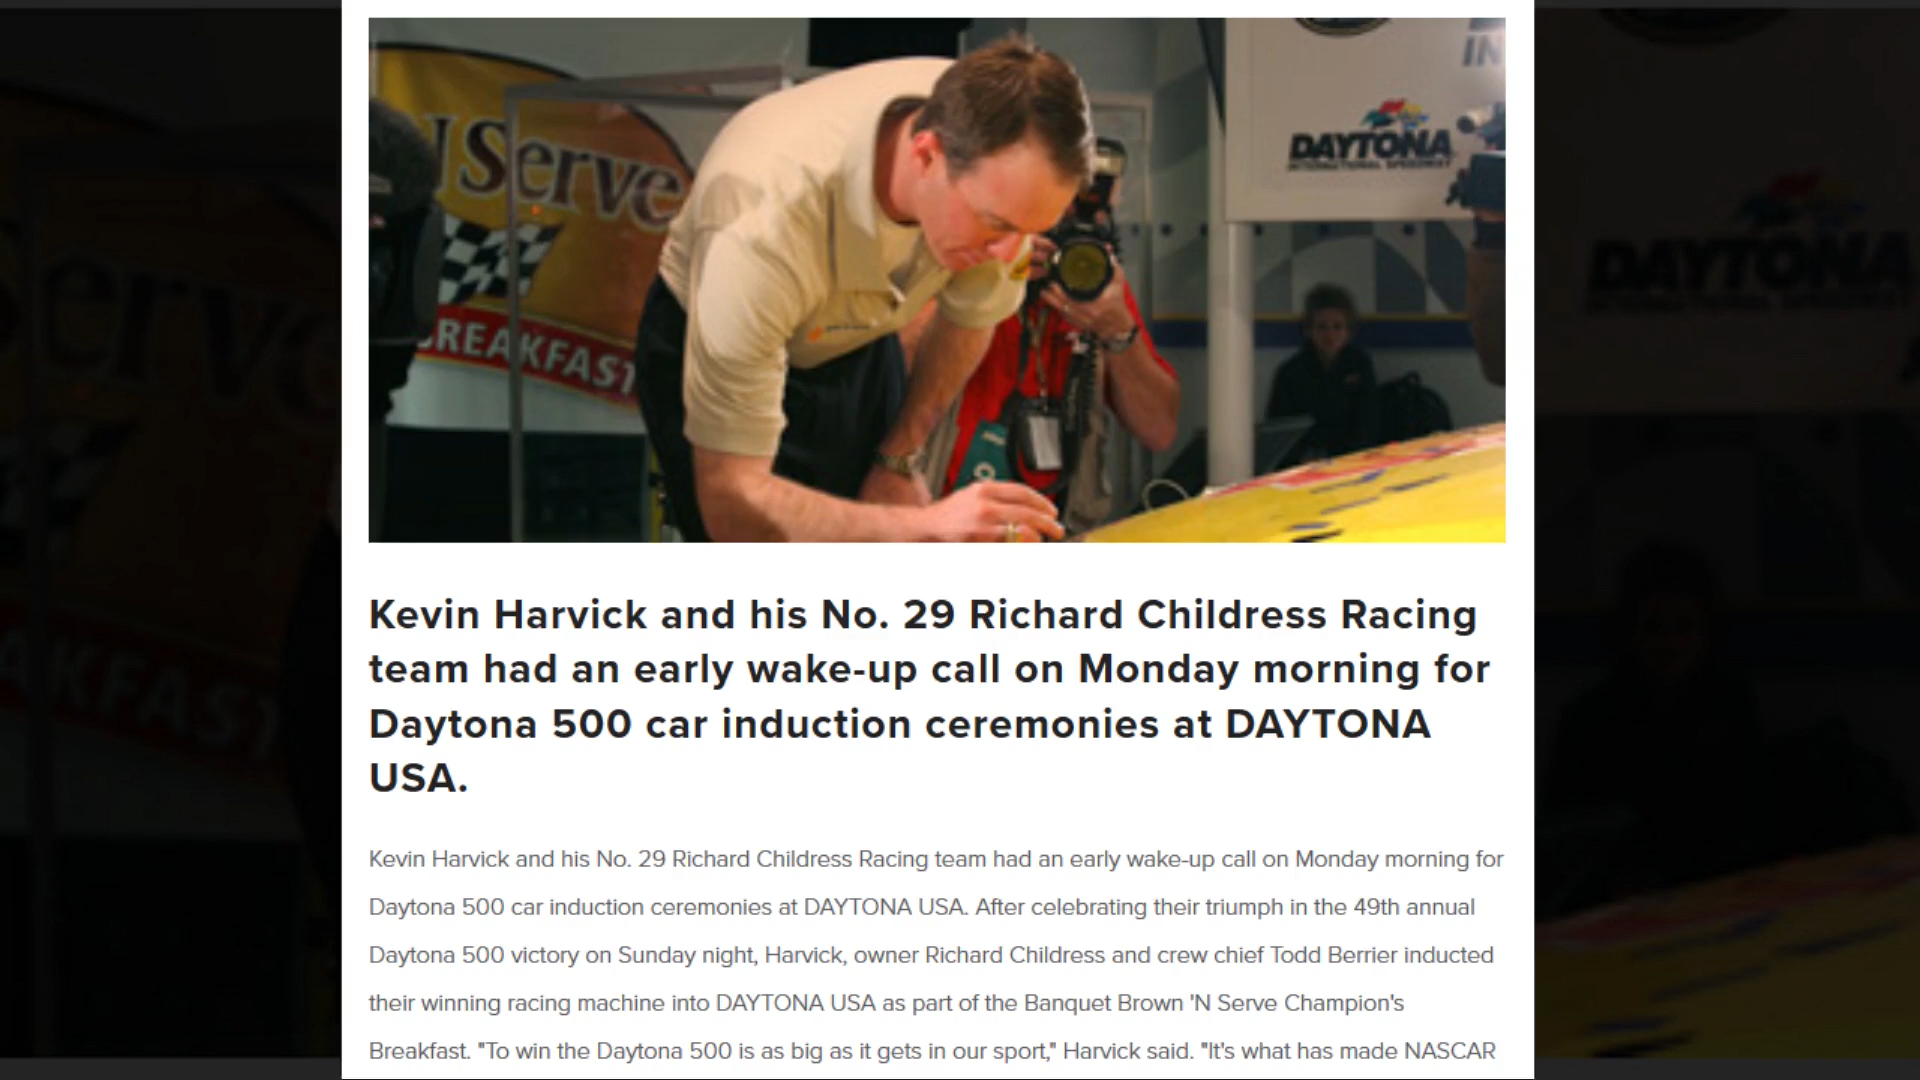 IN
N Serve
DAYTONA
INTERNATIONAL SPEEDWAY
BREAKFAST
Kevin Harvick and his No. 29 Richard Childress Racing
team had an early wake-up call on Monday morning for
Daytona 500 car induction ceremonies at DAYTONA
USA.
Kevin Harvick and his No. 29 Richard Childress Racing team had an early wake-up call on Monday morning for
Daytona 500 car induction ceremonies at DAYTONA USA. After celebrating their triumph in the 49th annual
Daytona 500 victory on Sunday night, Harvick, owner Richard Childress and crew chief Todd Berrier inducted
their winning racing machine into DAYTONA USA as part of the Banquet Brown 'N Serve Champion's
Breakfast. "To win the Daytona 500 is as big as it gets in our sport," Harvick said. "It's what has made NASCAR